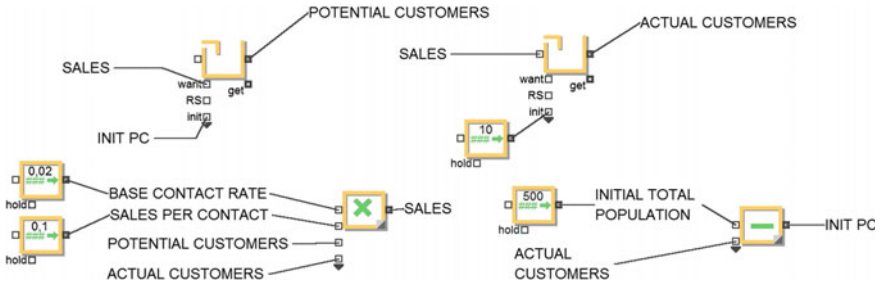 POTENTIAL CUSTOMERS
SALES
want
get
RS
init
INIT PC
ACTUAL CUSTOMERS
SALES
want
get
RS
init
10
hold
0,02
hold
BASE CONTACT RATE
0,1
hold
SALES PER CONTACT
POTENTIAL CUSTOMERS
ACTUAL CUSTOMERS
SALES
500
hold
INITIAL TOTAL
POPULATION
ACTUAL
CUSTOMERS
INIT PC